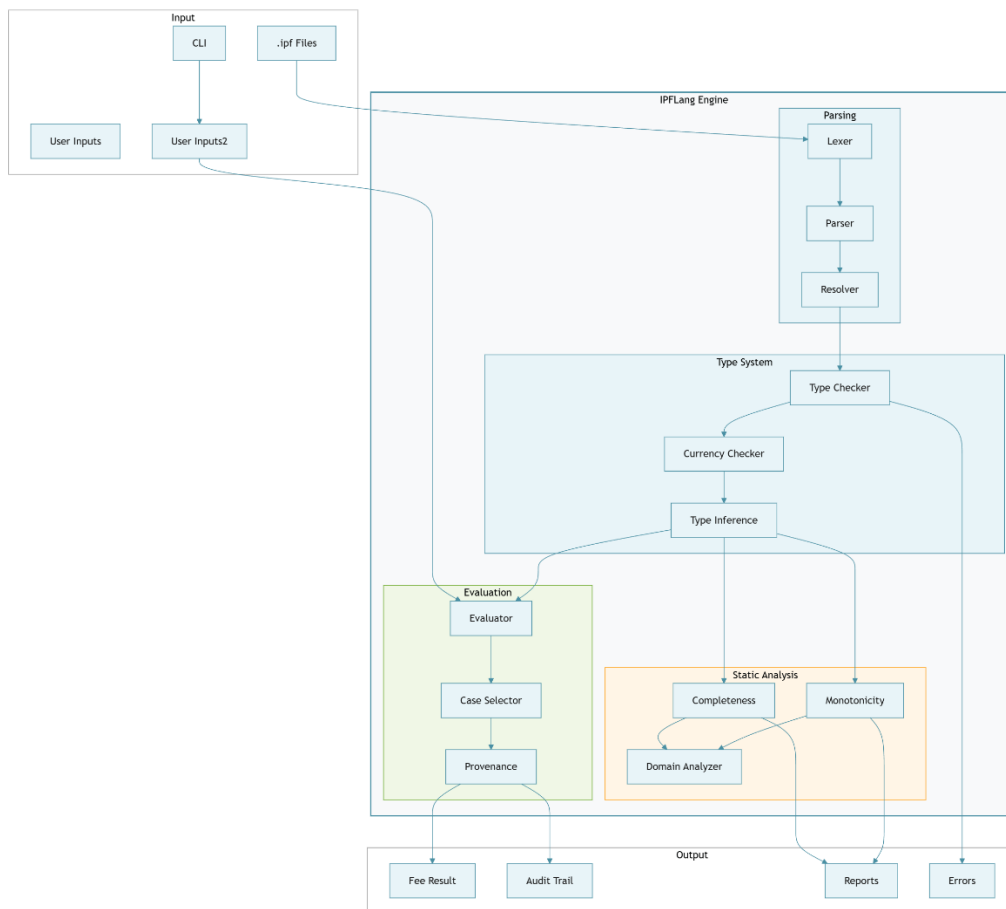 Input
CLI
.ipf Files
User Inputs
User Inputs2
IPFLang Engine
Parsing
Lexer
Parser
Resolver
Type System
Type Checker
Currency Checker
Type Inference
Evaluation
Evaluator
Case Selector
Provenance
Static Analysis
Completeness
Monotonicity
Domain Analyzer
Output
Fee Result
Audit Trail
Reports
Errors